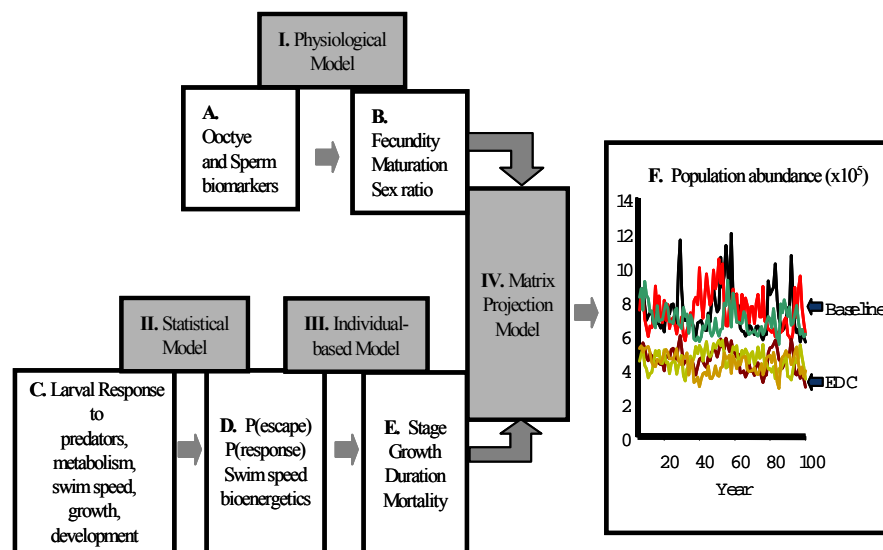 I. Physiological
Model
A.
Ooctye
and Sperm
biomarkers
B.
Fecundity
Maturation
Sex ratio
II. Statistical
Model
III. Individual-
based Model
IV. Matrix
Projection
Model
C. Larval Response
to
predators,
metabolism,
swim speed,
growth,
development
D. P(escape)
P(response)
Swim speed
bioenergetics
E. Stage
Growth
Duration
Mortality
F. Population abundance (x10⁵)
14
12
10
8
6
4
2
0
20 40 60 80 100
Year
Baseline
EDC